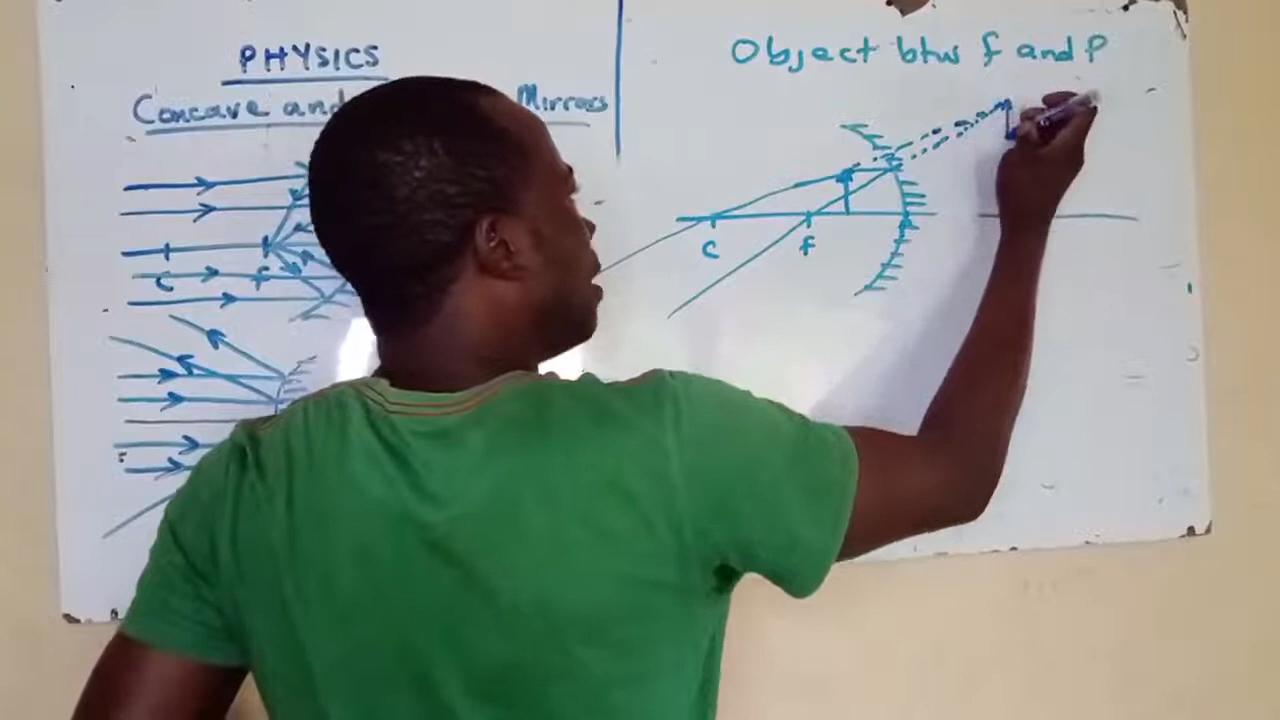 PHYSICS
Concave and Mirrors
C f
Object btw f and P
C f